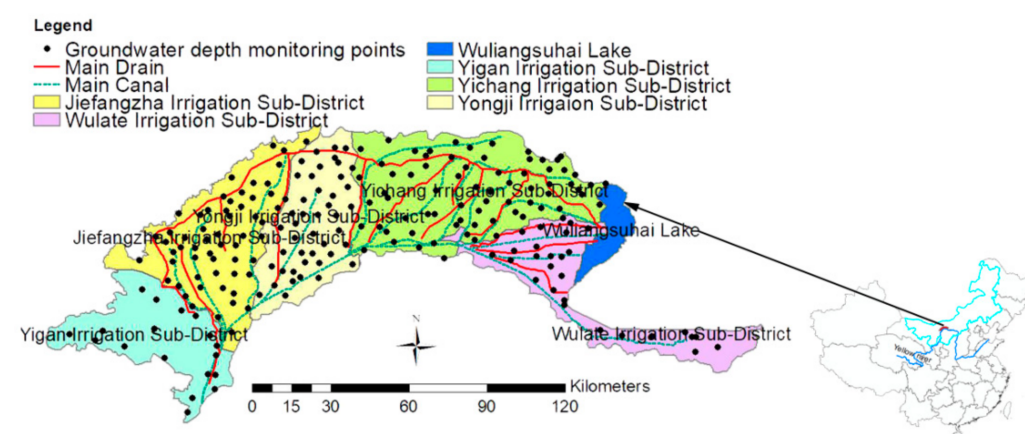 Legend
Groundwater depth monitoring points
Main Drain
Main Canal
Jiefangzha Irrigation Sub-District
Wulate Irrigation Sub-District
Wuliangsuhai Lake
Yigan Irrigation Sub-District
Yichang Irrigation Sub-District
Yongji Irrigaion Sub-District
Yichang Irrigation Sub-District
Yongji Irrigation Sub-District
Wuliangsuhai Lake
Jiefangzha Irrigation Sub-District
Yigan Irrigation Sub-District
Wulate Irrigation Sub-District
N
Kilometers
0 15 30 60 90 120
Yellow river